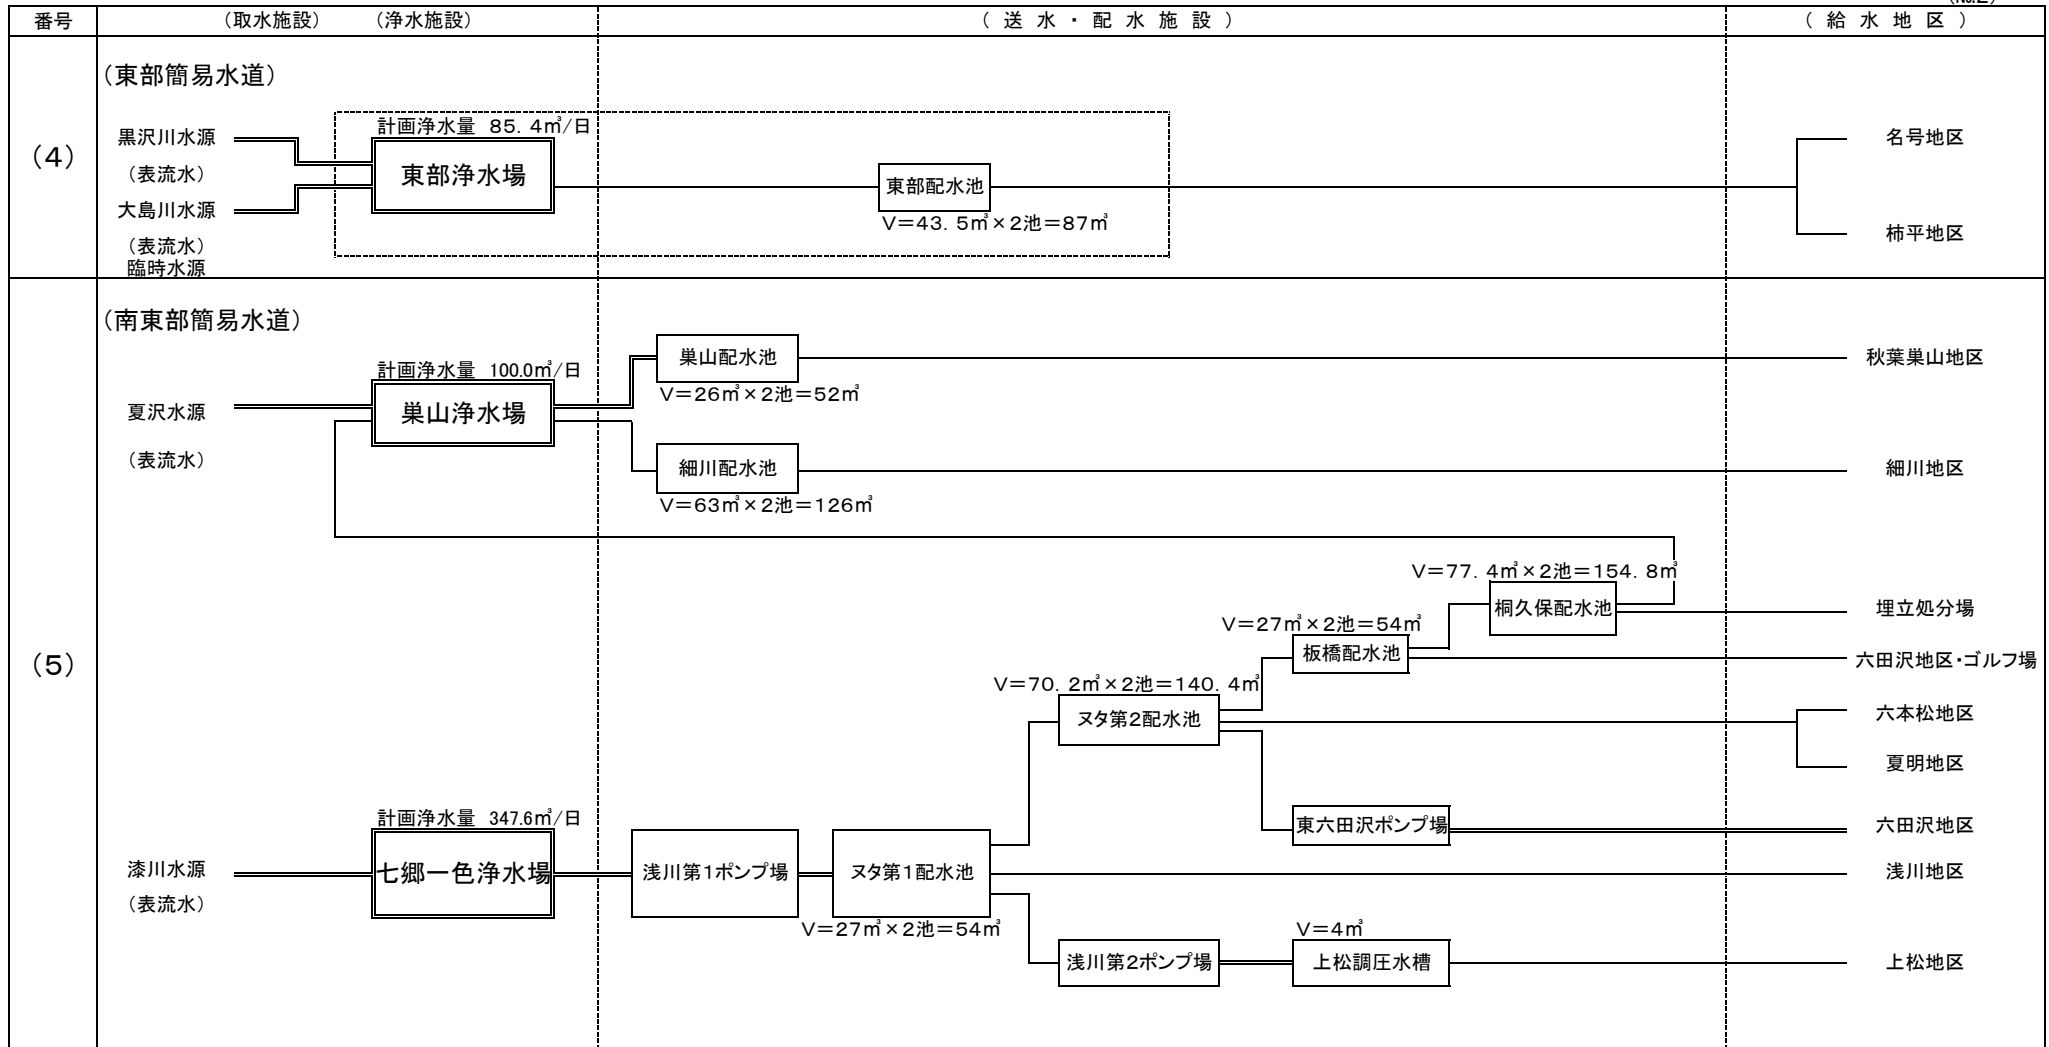 (№2)
番号
（取水施設）
（浄水施設）
（ 送 水 ・ 配 水 施 設 ）
（ 給 水 地 区 ）
（4）
（東部簡易水道）
計画浄水量 85．4㎥/日
黒沢川水源
（表流水）
大島川水源
（表流水）
臨時水源
東部浄水場
東部配水池
V＝43．5㎥×2池＝87㎥
名号地区
柿平地区
（5）
（南東部簡易水道）
計画浄水量 100.0㎥/日
夏沢水源
（表流水）
巣山浄水場
巣山配水池
V＝26㎥×2池＝52㎥
秋葉巣山地区
細川配水池
V＝63㎥×2池＝126㎥
細川地区
V＝77．4㎥×2池＝154．8㎥
桐久保配水池
埋立処分場
V＝27㎥×2池＝54㎥
板橋配水池
六田沢地区・ゴルフ場
V＝70．2㎥×2池＝140．4㎥
ヌタ第2配水池
六本松地区
夏明地区
東六田沢ポンプ場
六田沢地区
計画浄水量 347.6㎥/日
漆川水源
（表流水）
七郷一色浄水場
浅川第1ポンプ場
ヌタ第1配水池
V＝27㎥×2池＝54㎥
浅川地区
浅川第2ポンプ場
V＝4㎥
上松調圧水槽
上松地区